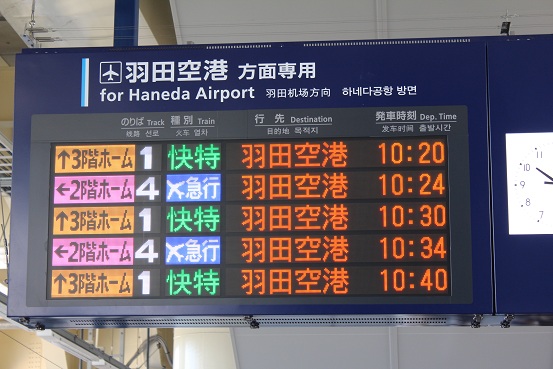 羽田空港 方面専用
for Haneda Airport 羽田机场方向 하네다공항 방면
のりば Track 種別 Train 行先 Destination 発車時刻 Dep. Time
线路 선로 火车 열차 目的地 목적지 发车时间 출발시간
↑3階ホーム 1 快特 羽田空港 10:20
←2階ホーム 4 急行 羽田空港 10:24
↑3階ホーム 1 快特 羽田空港 10:30
←2階ホーム 4 急行 羽田空港 10:34
↑3階ホーム 1 快特 羽田空港 10:40
11
10
9
8
7